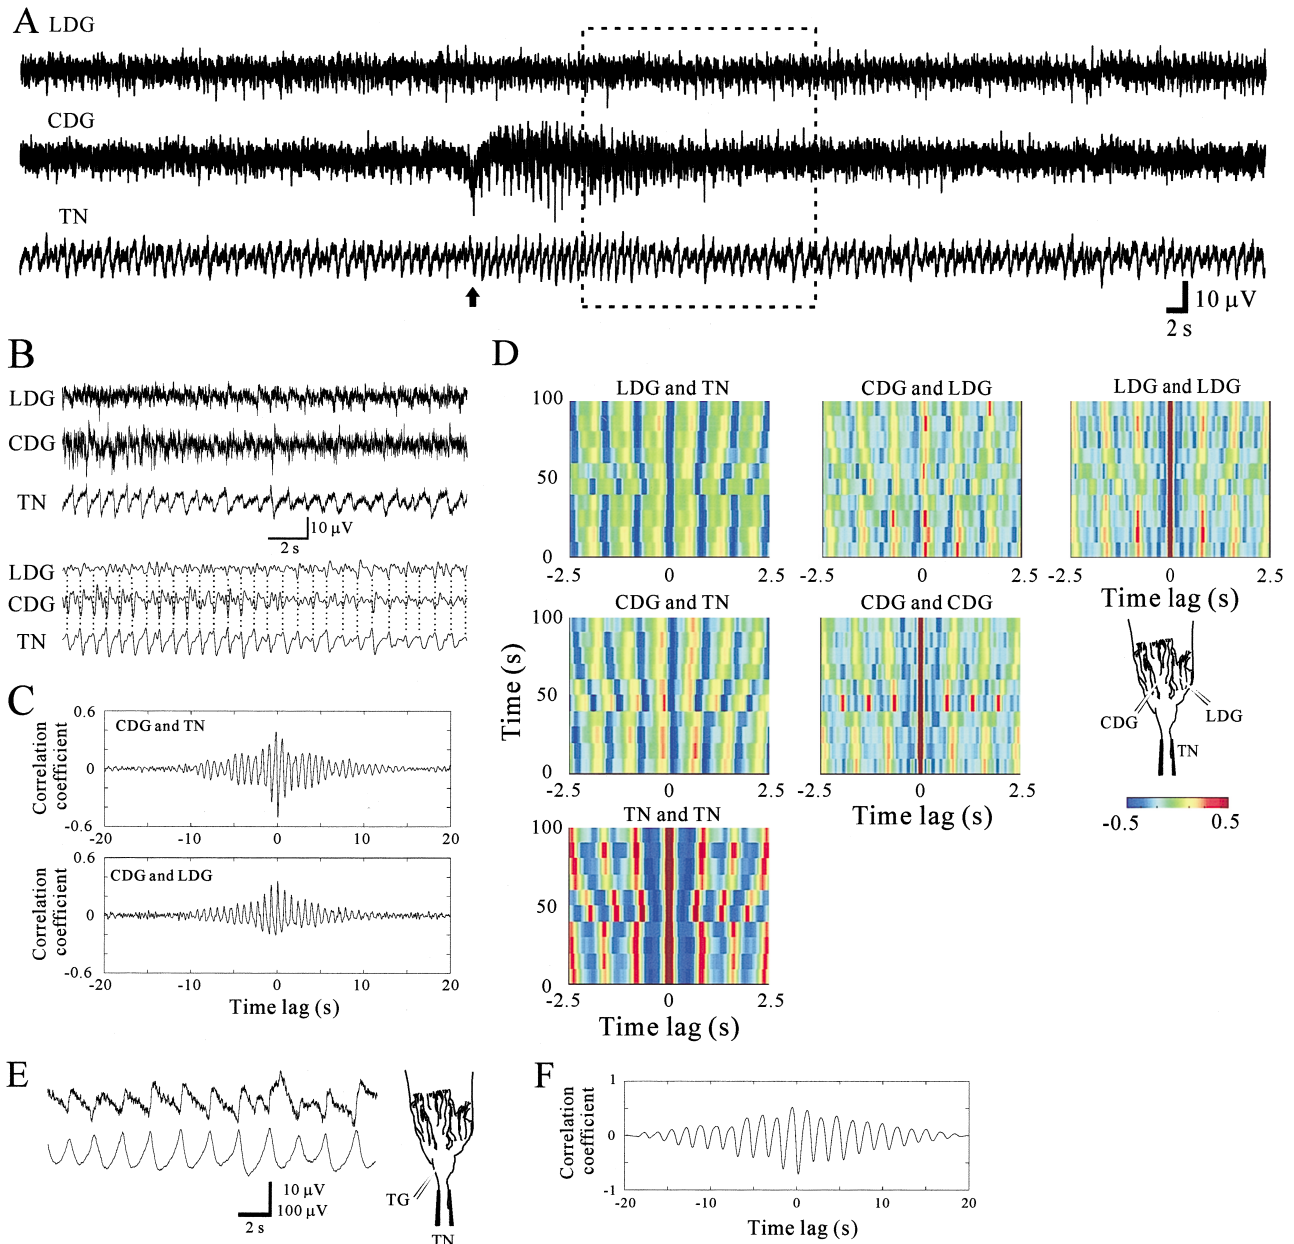 A
LDG
CDG
TN
10 µV
2 s
B
LDG
CDG
TN
10 µV
2 s
LDG
CDG
TN
C
Correlation
coefficient
0.6
0
-0.6
CDG and TN
-20
-10
0
10
20
Correlation
coefficient
0.6
0
-0.6
CDG and LDG
-20
-10
0
10
20
Time lag (s)
D
LDG and TN
100
50
0
-2.5
0
2.5
CDG and LDG
-2.5
0
2.5
LDG and LDG
-2.5
0
2.5
Time lag (s)
Time (s)
CDG and TN
100
50
0
-2.5
0
2.5
CDG and CDG
-2.5
0
2.5
Time lag (s)
CDG
LDG
TN
-0.5
0.5
TN and TN
100
50
0
-2.5
0
2.5
Time lag (s)
E
10 µV
100 µV
2 s
TG
TN
F
Correlation
coefficient
1
0
-1
-20
-10
0
10
20
Time lag (s)